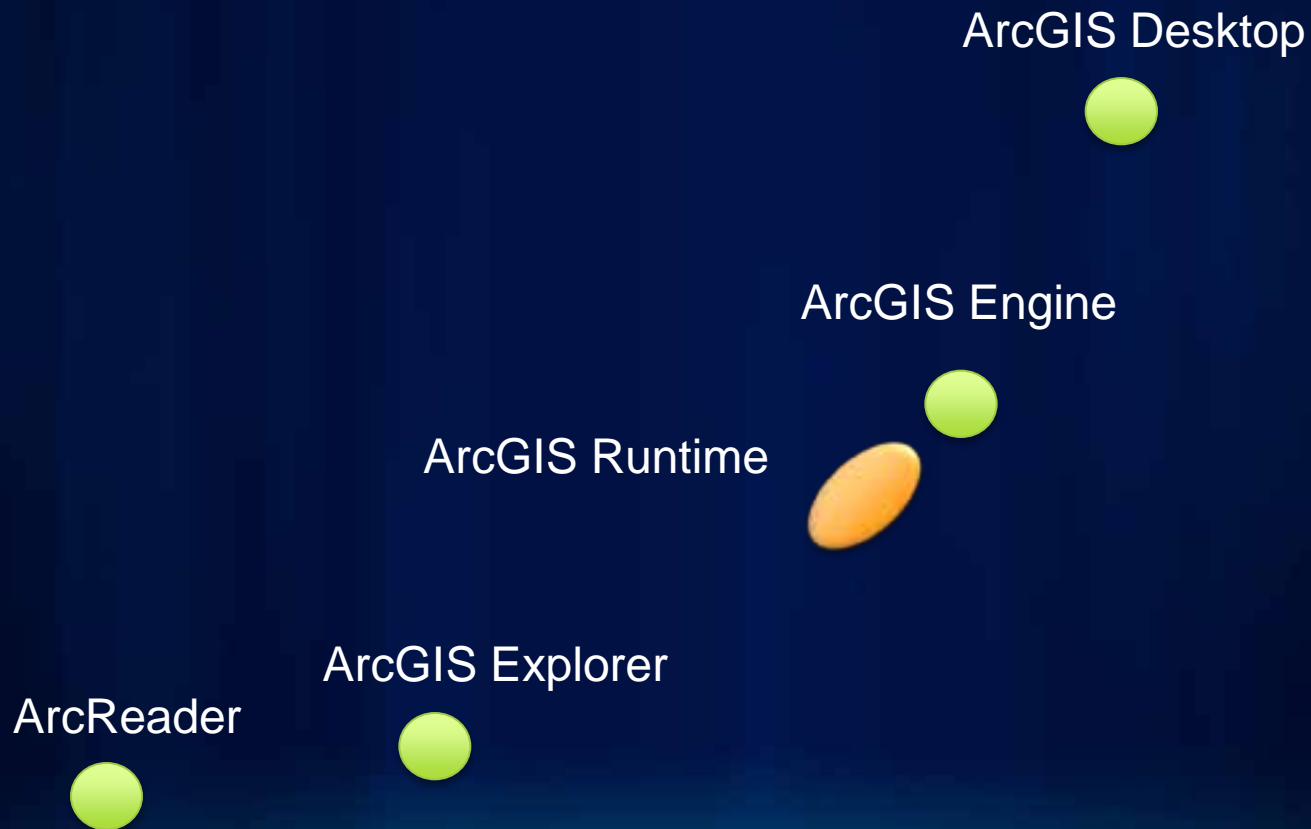 ArcGIS Desktop
ArcGIS Engine
ArcGIS Runtime
ArcGIS Explorer
ArcReader